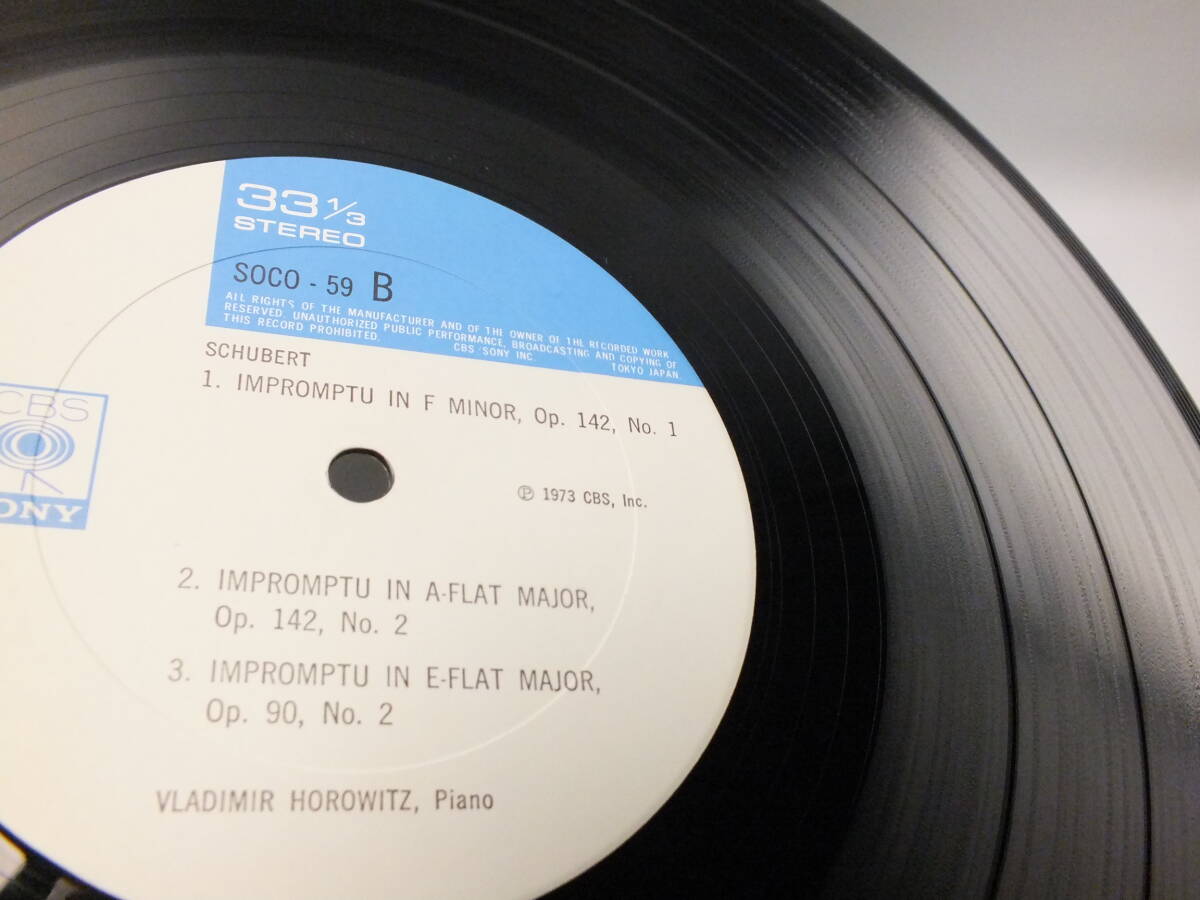 33 1/3
STEREO
SOCO - 59 B
ALL RIGHTS OF THE MANUFACTURER AND OF THE OWNER OF THE RECORDED WORK
RESERVED. UNAUTHORIZED PUBLIC PERFORMANCE, BROADCASTING AND COPYING OF
THIS RECORD PROHIBITED. CBS/SONY INC. TOKYO JAPAN.
SCHUBERT
1. IMPROMPTU IN F MINOR, Op. 142, No. 1
CBS
ONY
℗ 1973 CBS, Inc.
2. IMPROMPTU IN A-FLAT MAJOR,
Op. 142, No. 2
3. IMPROMPTU IN E-FLAT MAJOR,
Op. 90, No. 2
VLADIMIR HOROWITZ, Piano